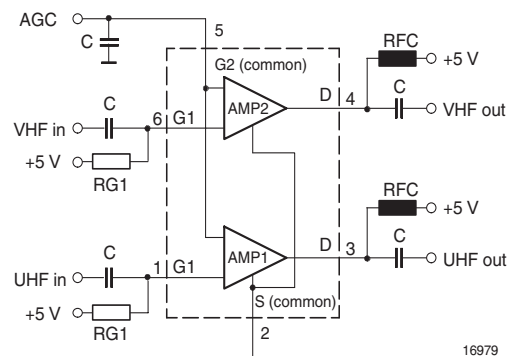 AGC
C
5
G2 (common)
RFC
+5 V
C
VHF in
6
G1
AMP2
D
4
C
VHF out
+5 V
RG1
RFC
+5 V
C
UHF in
1
G1
AMP1
D
3
C
UHF out
+5 V
RG1
S (common)
2
16979